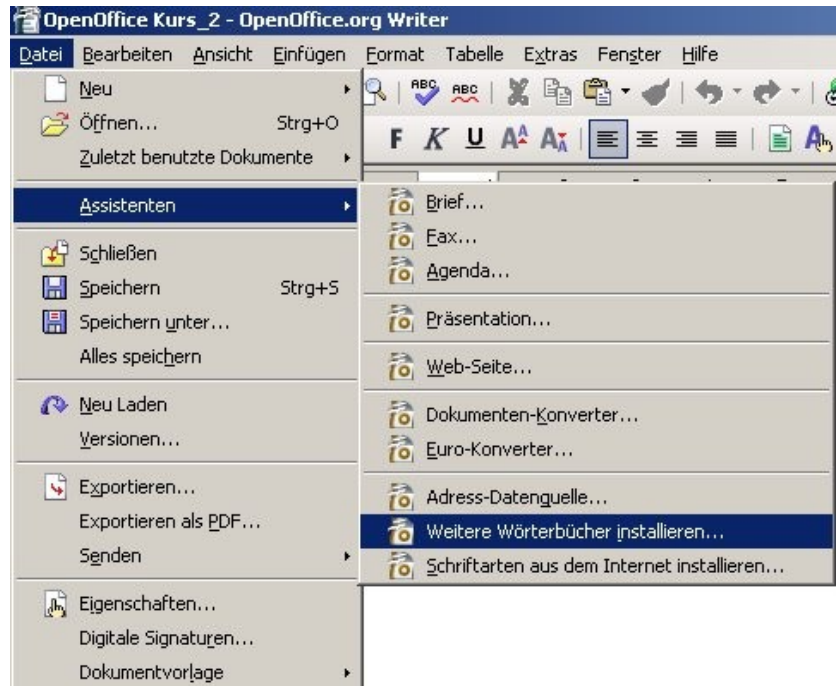 OpenOffice Kurs_2 - OpenOffice.org Writer
Datei Bearbeiten Ansicht Einfügen Format Tabelle Extras Fenster Hilfe
ABC ABC
F K U A A A
Neu
Öffnen... Strg+O
Zuletzt benutzte Dokumente
Assistenten
Schließen
Speichern Strg+S
Speichern unter...
Alles speichern
Neu Laden
Versionen...
Exportieren...
Exportieren als PDF...
Senden
Eigenschaften...
Digitale Signaturen...
Dokumentvorlage
Brief...
Fax...
Agenda...
Präsentation...
Web-Seite...
Dokumenten-Konverter...
Euro-Konverter...
Adress-Datenquelle...
Weitere Wörterbücher installieren...
Schriftarten aus dem Internet installieren...